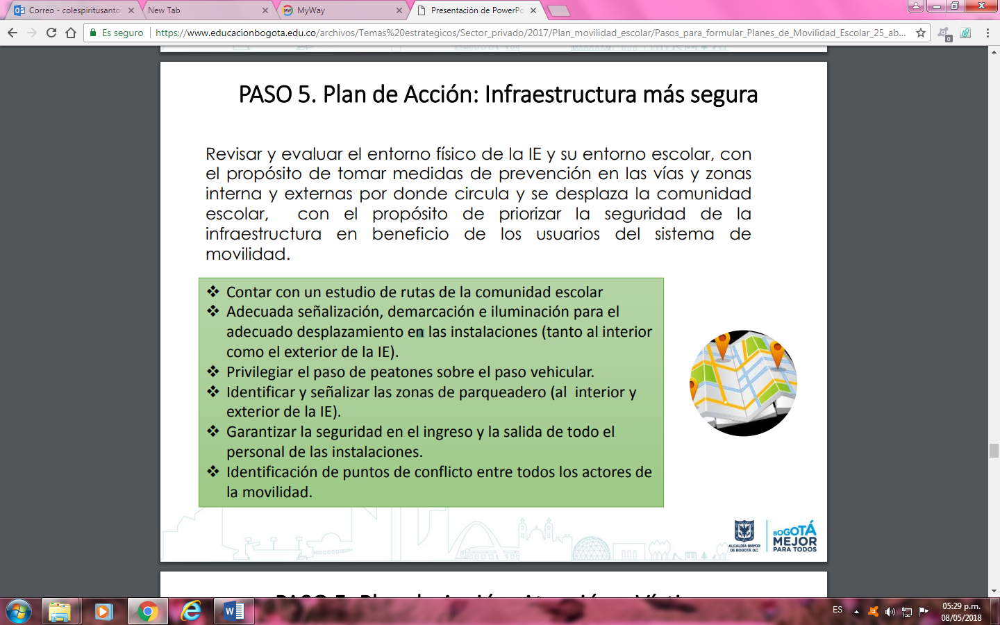 Correo - colespiritusanto
New Tab
MyWay
Presentación de PowerPo
Es seguro
https://www.educacionbogota.edu.co/archivos/Temas%20estrategicos/Sector_privado/2017/Plan_movilidad_escolar/Pasos_para_formular_Planes_de_Movilidad_Escolar_25_ab...
0
PASO 5. Plan de Acción: Infraestructura más segura
Revisar y evaluar el entorno físico de la IE y su entorno escolar, con
el propósito de tomar medidas de prevención en las vías y zonas
interna y externas por donde circula y se desplaza la comunidad
escolar, con el propósito de priorizar la seguridad de la
infraestructura en beneficio de los usuarios del sistema de
movilidad.
❖ Contar con un estudio de rutas de la comunidad escolar
❖ Adecuada señalización, demarcación e iluminación para el
adecuado desplazamiento en las instalaciones (tanto al interior
como el exterior de la IE).
❖ Privilegiar el paso de peatones sobre el paso vehicular.
❖ Identificar y señalizar las zonas de parqueadero (al interior y
exterior de la IE).
❖ Garantizar la seguridad en el ingreso y la salida de todo el
personal de las instalaciones.
❖ Identificación de puntos de conflicto entre todos los actores de
la movilidad.
ALCALDÍA MAYOR
DE BOGOTÁ D.C.
BOGOTÁ
MEJOR
PARA TODOS
ES
05:29 p.m.
08/05/2018